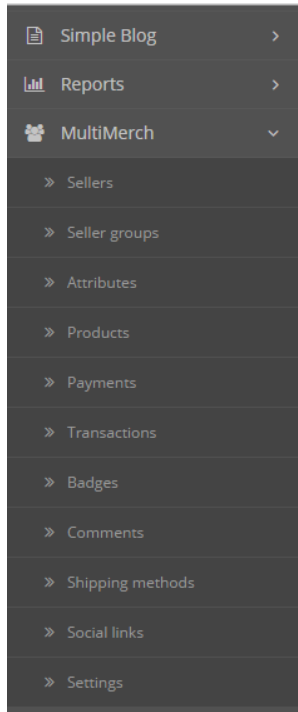 Simple Blog
Reports
MultiMerch
Sellers
Seller groups
Attributes
Products
Payments
Transactions
Badges
Comments
Shipping methods
Social links
Settings